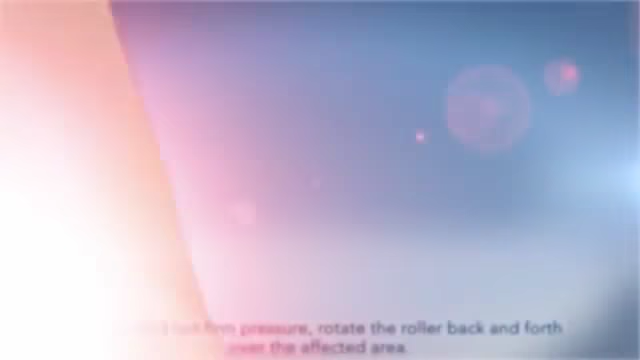 firm pressure, rotate the roller back and forth
over the affected area.